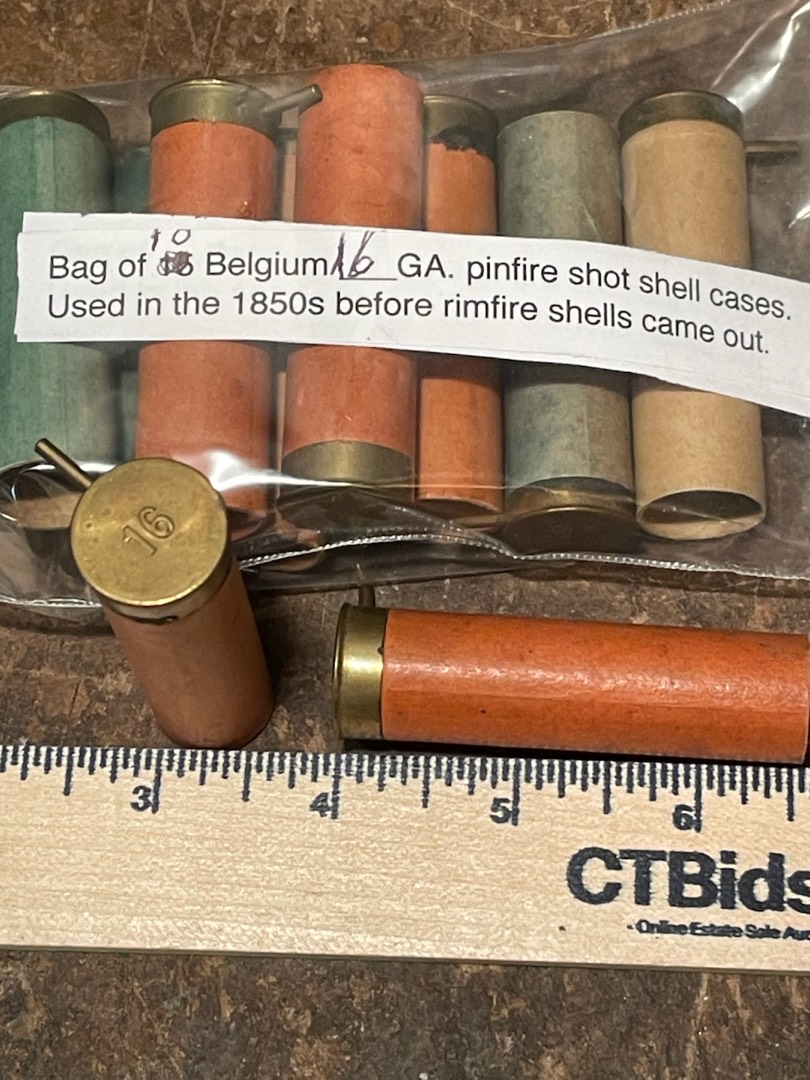 10
Bag of Belgium 16 GA. pinfire shot shell cases.
Used in the 1850s before rimfire shells came out.
16
3 4 5 6
CTBids
- Online Estate Sale Auc